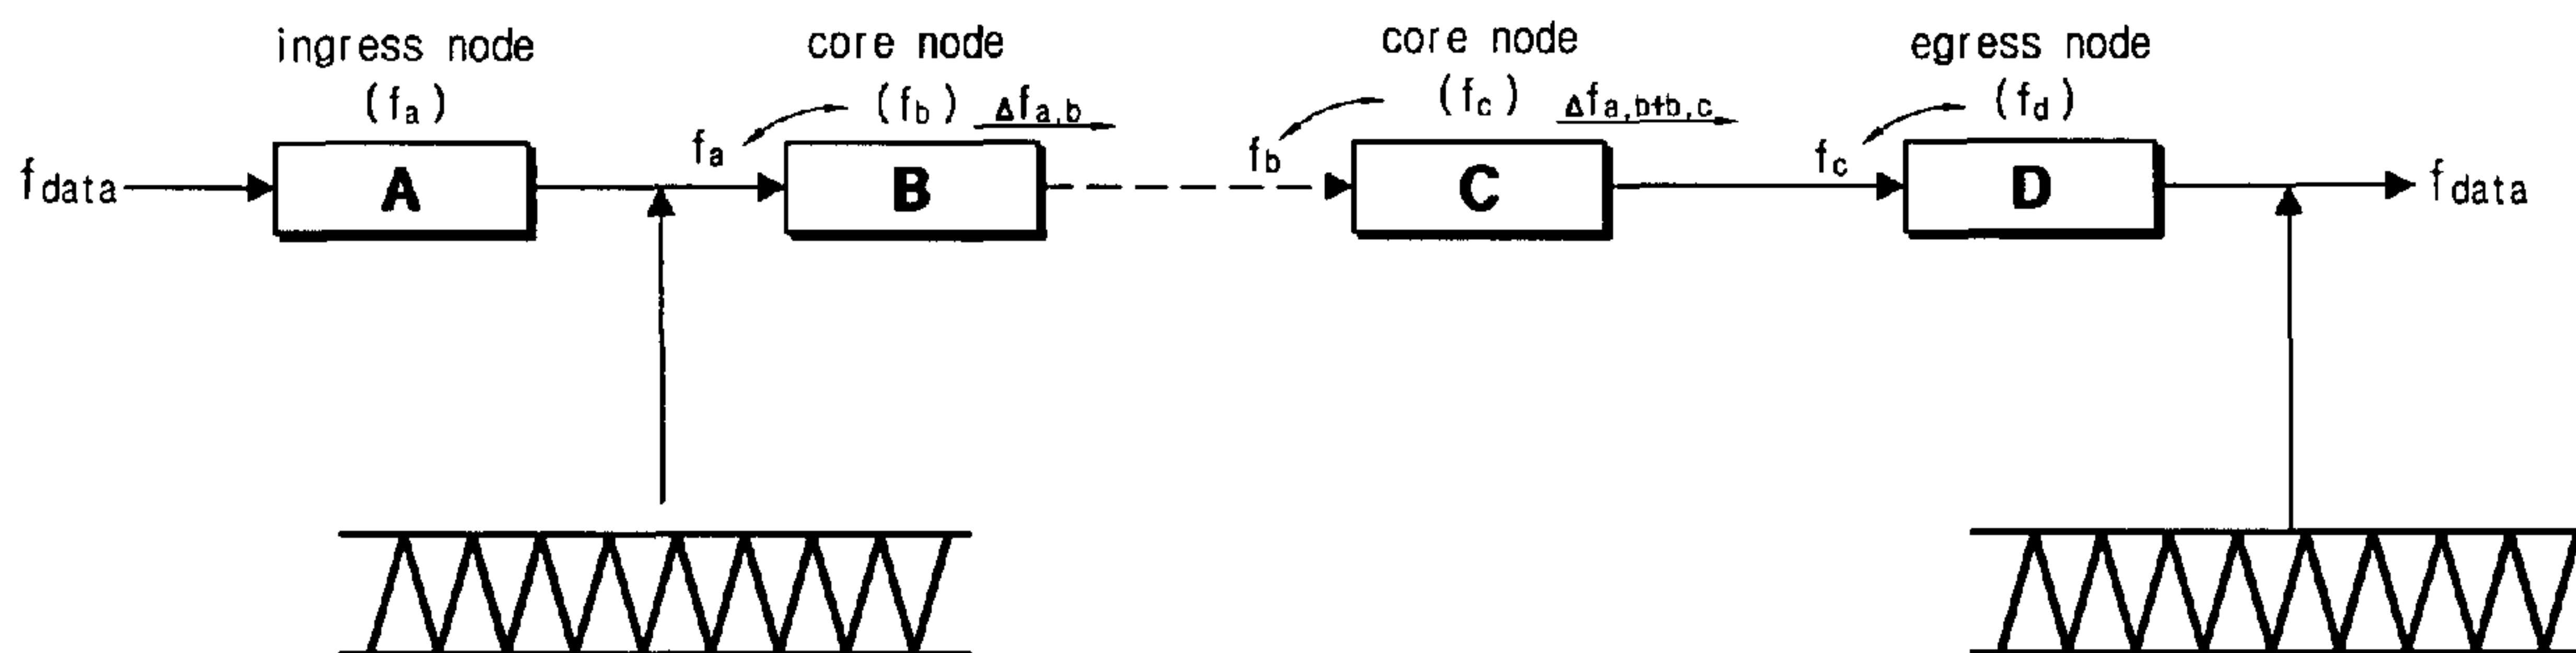 ingress node
(fa)
core node
(fb)
Δfa,b
core node
(fc)
Δfa,b+b,c
egress node
(fd)
fdata
A
fa
B
fb
C
fc
D
fdata